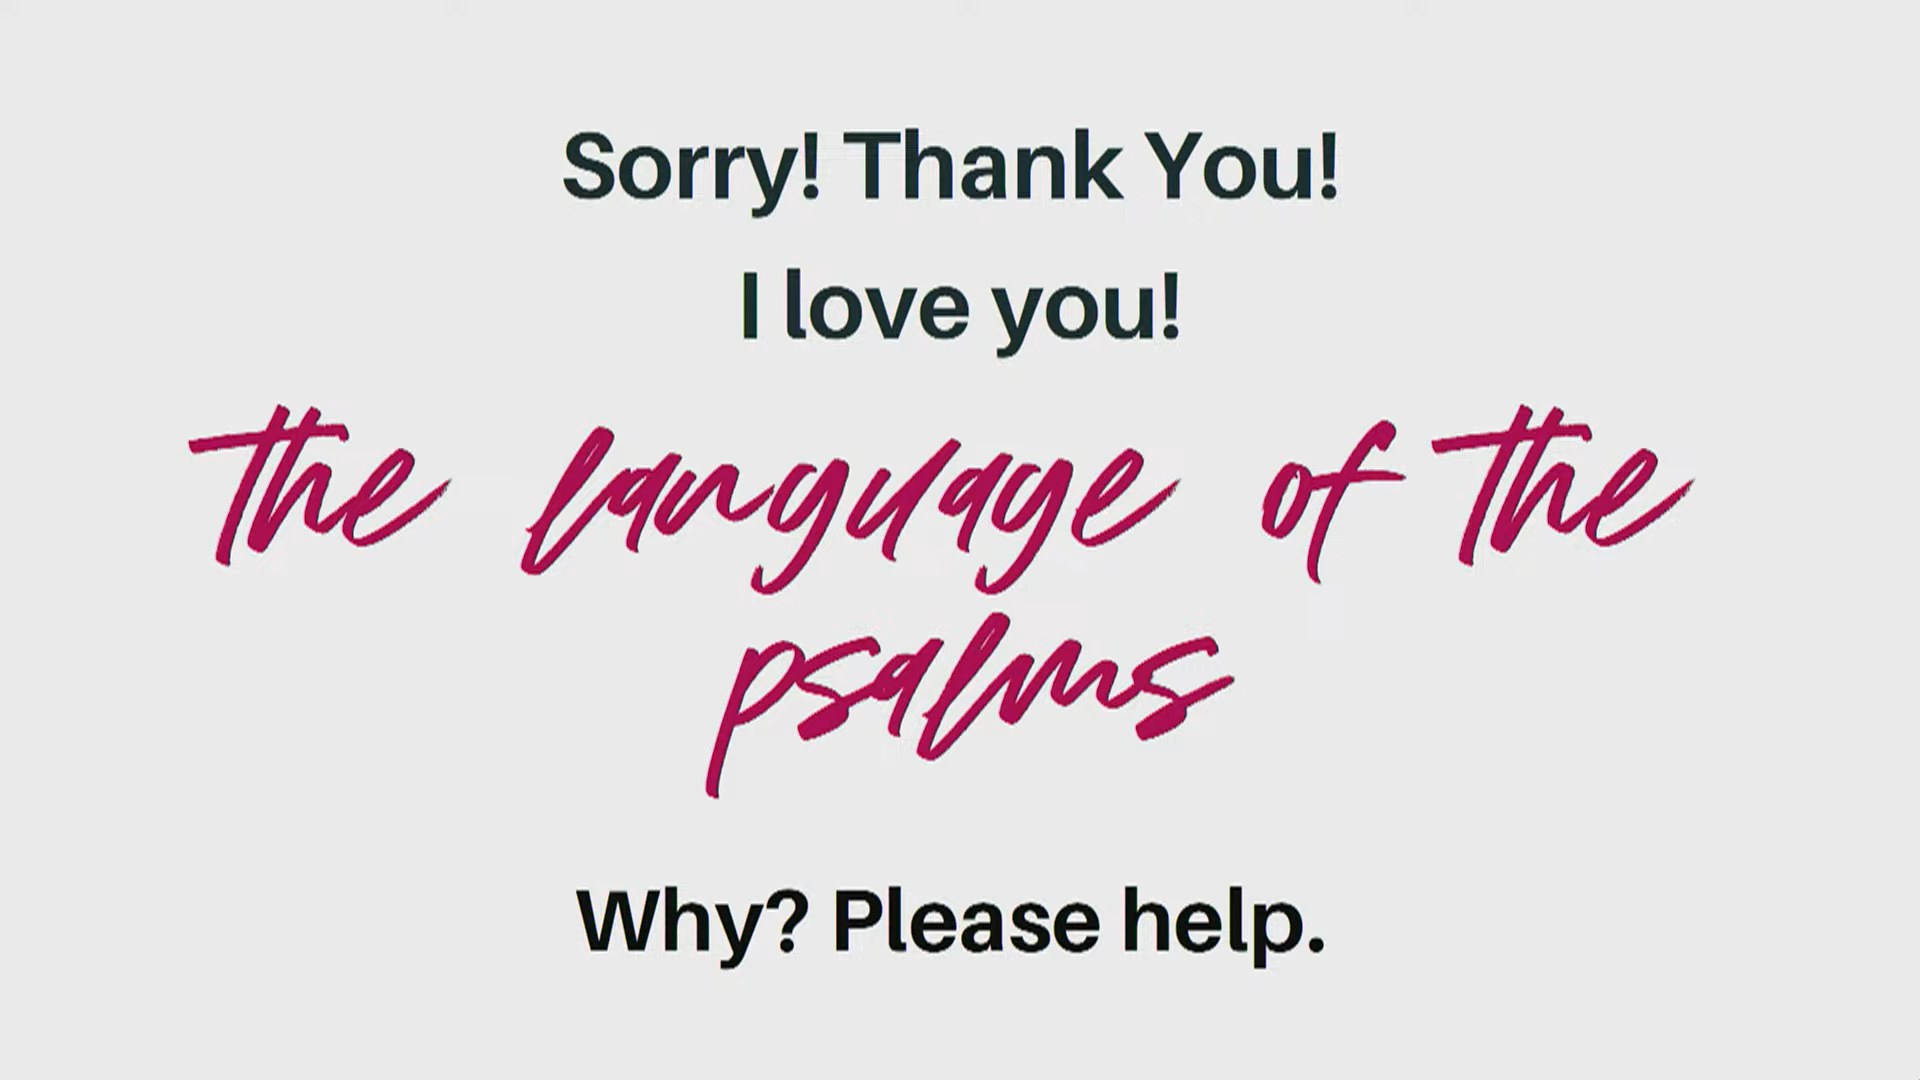 Sorry! Thank You!
I love you!
the language of the
psalms
Why? Please help.